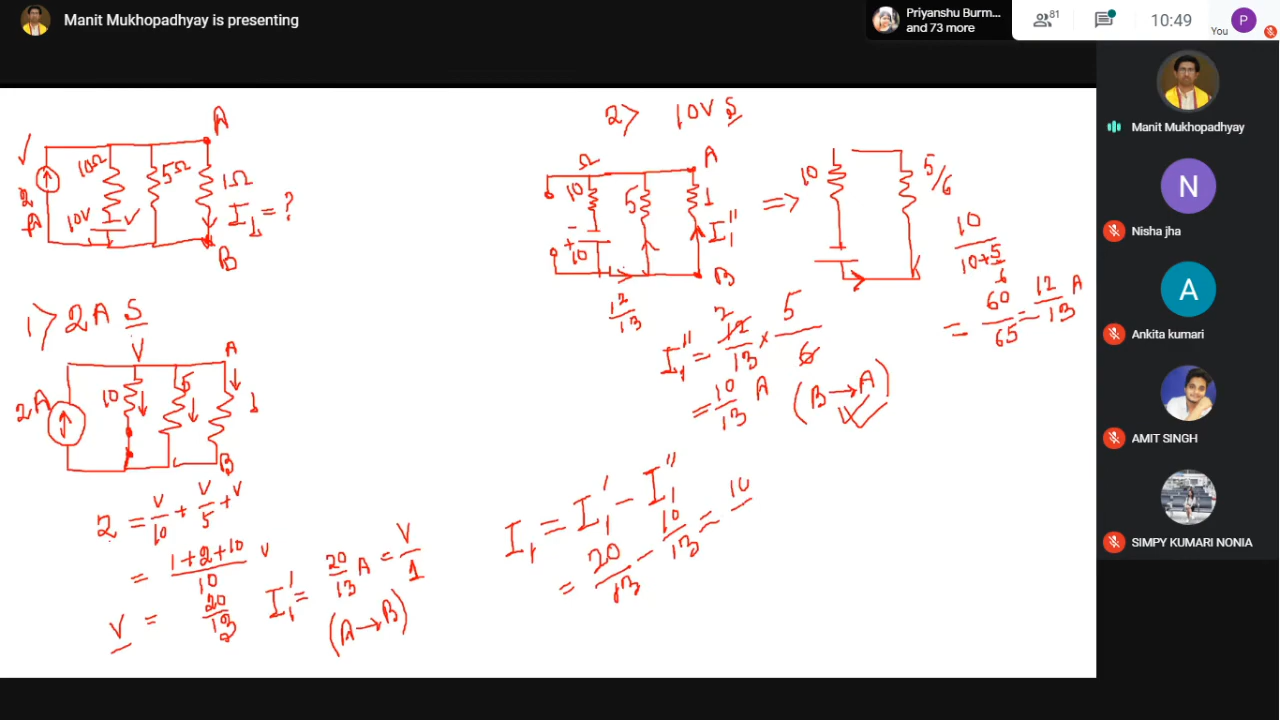 Manit Mukhopadhyay is presenting
Priyanshu Burm...
and 73 more
81
10:49
You
P
Manit Mukhopadhyay
N
Nisha jha
A
Ankita kumari
AMIT SINGH
SIMPY KUMARI NONIA
A
10Ω
5Ω
1Ω
2A
10V
I₁ = ?
B
1> 2A S
V
A
2A
10
5
1
B
2 = V/10 + V/5 + V
= (1+2+10)/10 V
V = 20/13
I₁' = 20/13 A = V/1
(A→B)
2> 10V S
Ω
A
10
5
1
- +
10
I₁''
B
12/13
=>
10
5/6
10/(10+5/6)
= 60/65 = 12/13 A
I₁'' = 12/13 × 5/6
2
= 10/13 A (B→A)
I₁ = I₁' - I₁''
= 20/13 - 10/13 = 10